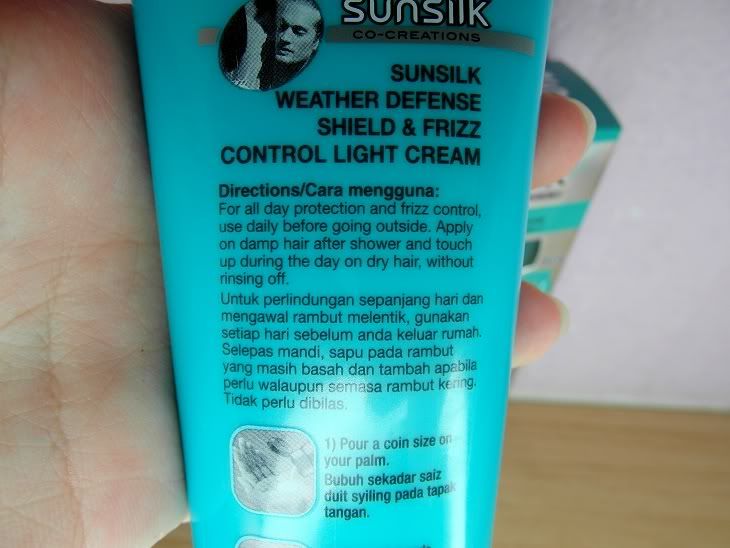 sunsilk
CO-CREATIONS
SUNSILK
WEATHER DEFENSE
SHIELD & FRIZZ
CONTROL LIGHT CREAM
Directions/Cara mengguna:
For all day protection and frizz control,
use daily before going outside. Apply
on damp hair after shower and touch
up during the day on dry hair, without
rinsing off.
Untuk perlindungan sepanjang hari dan
mengawal rambut melentik, gunakan
setiap hari sebelum anda keluar rumah.
Selepas mandi, sapu pada rambut
yang masih basah dan tambah apabila
perlu walaupun semasa rambut kering.
Tidak perlu dibilas.
1) Pour a coin size on
your palm.
Bubuh sekadar saiz
duit syiling pada tapak
tangan.